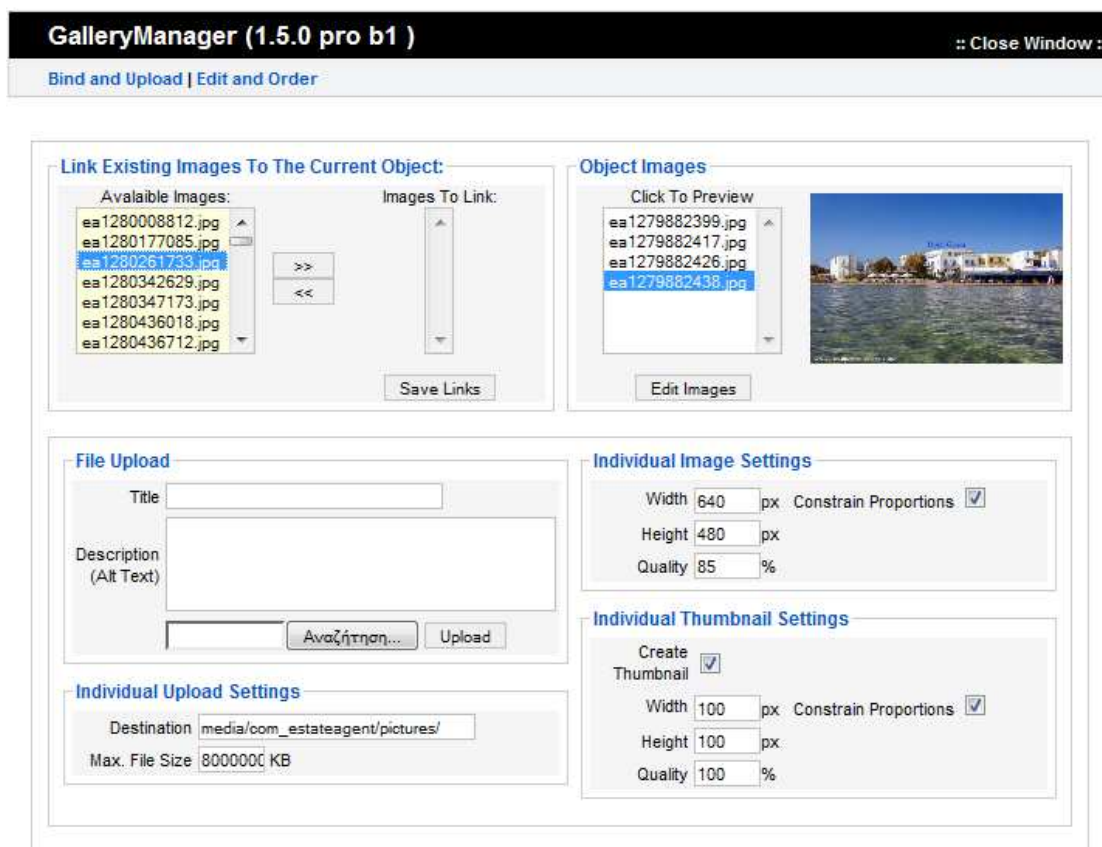 GalleryManager (1.5.0 pro b1 )
:: Close Window :
Bind and Upload | Edit and Order
Link Existing Images To The Current Object:
Avalaible Images:
Images To Link:
ea1280008812.jpg
ea1280177085.jpg
ea1280261733.jpg
ea1280342629.jpg
ea1280347173.jpg
ea1280436018.jpg
ea1280436712.jpg
>>
<<
Save Links
Object Images
Click To Preview
ea1279882399.jpg
ea1279882417.jpg
ea1279882426.jpg
ea1279882438.jpg
Edit Images
File Upload
Title
Description
(Alt Text)
Αναζήτηση...
Upload
Individual Upload Settings
Destination media/com_estateagent/pictures/
Max. File Size 8000000 KB
Individual Image Settings
Width 640 px Constrain Proportions
Height 480 px
Quality 85 %
Individual Thumbnail Settings
Create
Thumbnail
Width 100 px Constrain Proportions
Height 100 px
Quality 100 %